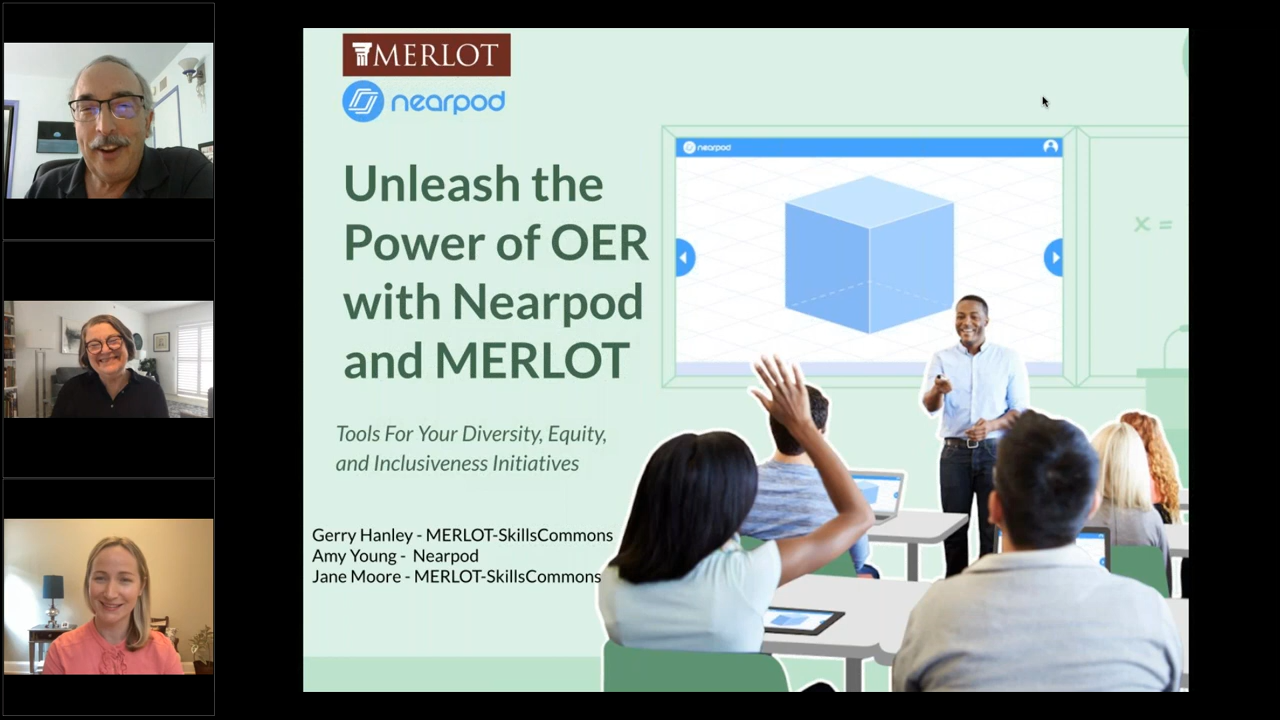 MERLOT
nearpod
Unleash the
Power of OER
with Nearpod
and MERLOT
Tools For Your Diversity, Equity,
and Inclusiveness Initiatives
Gerry Hanley - MERLOT-SkillsCommons
Amy Young - Nearpod
Jane Moore - MERLOT-SkillsCommons
nearpod
x =